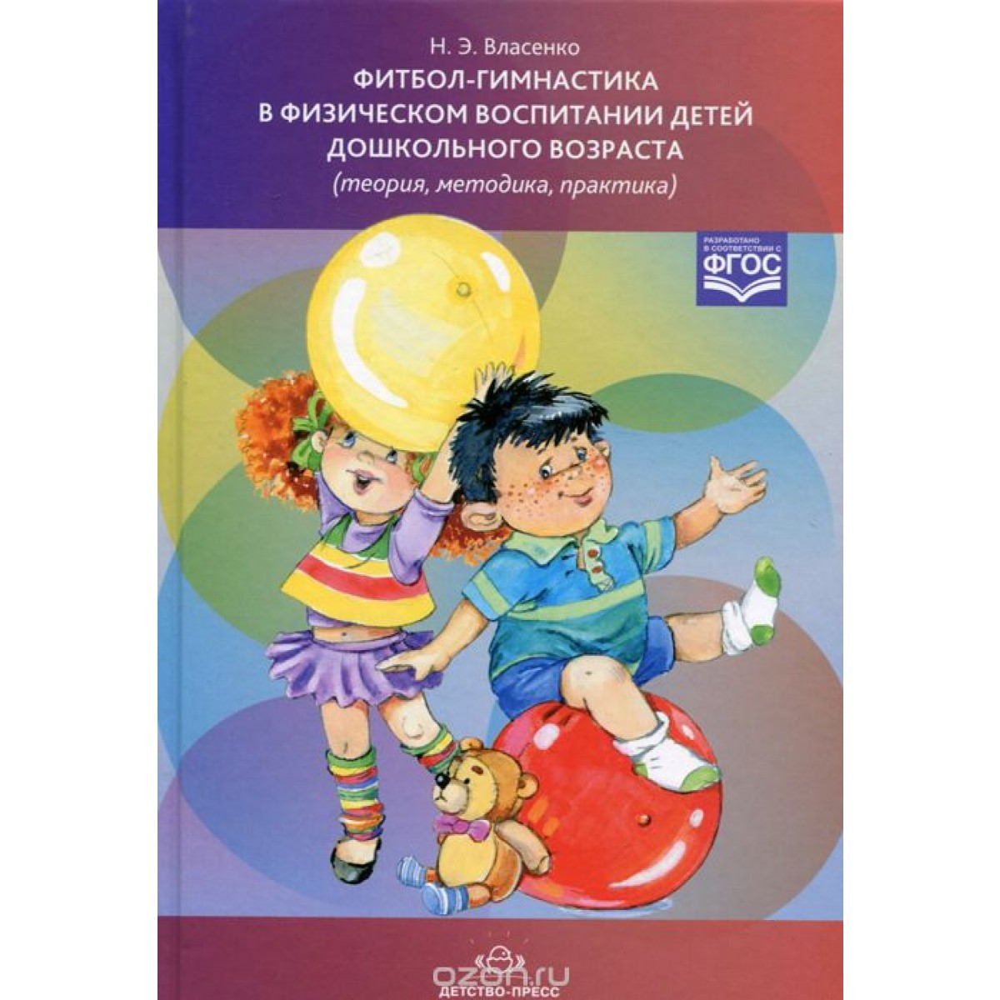 Н. Э. Власенко
ФИТБОЛ-ГИМНАСТИКА
В ФИЗИЧЕСКОМ ВОСПИТАНИИ ДЕТЕЙ
ДОШКОЛЬНОГО ВОЗРАСТА
(теория, методика, практика)
РАЗРАБОТАНО
В СООТВЕТСТВИИ С
ФГОС
ozon.ru
ДЕТСТВО-ПРЕСС